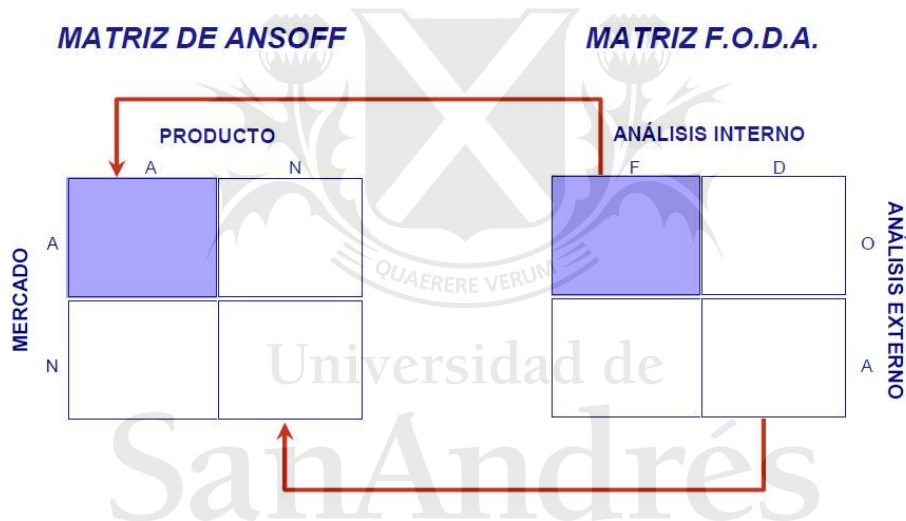 MATRIZ DE ANSOFF
MATRIZ F.O.D.A.
PRODUCTO
A N
MERCADO
A
N
ANÁLISIS INTERNO
F D
O
A
ANÁLISIS EXTERNO
QUAERERE VERUM
Universidad de
SanAndrés